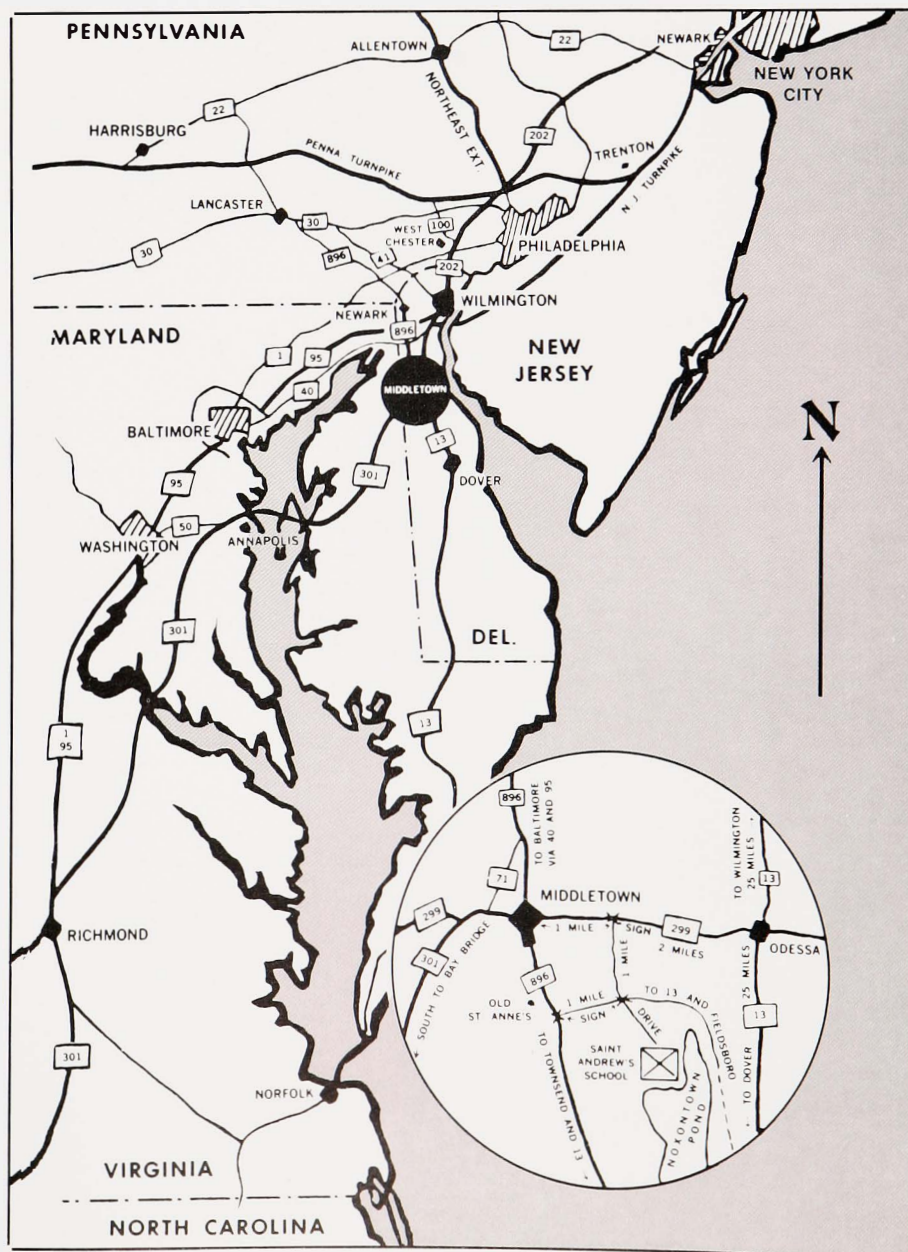 PENNSYLVANIA
ALLENTOWN
22
NEWARK
NEW YORK
CITY
NORTHEAST EXT.
22
HARRISBURG
202
PENNA TURNPIKE
TRENTON
N.J. TURNPIKE
LANCASTER
30
100
WEST
CHESTER
PHILADELPHIA
30
896
41
202
WILMINGTON
NEWARK
896
MARYLAND
1
95
40
NEW
JERSEY
MIDDLETOWN
N
BALTIMORE
13
301
DOVER
95
50
WASHINGTON
ANNAPOLIS
301
DEL.
13
1
95
RICHMOND
301
NORFOLK
VIRGINIA
NORTH CAROLINA
896
TO BALTIMORE
VIA 40 AND 95
TO WILMINGTON
25 MILES
13
71
MIDDLETOWN
299
1 MILE
SIGN
299
2 MILES
ODESSA
301
SOUTH TO BAY BRIDGE
896
1 MILE
OLD
ST ANNE'S
1 MILE
SIGN
TO 13 AND FIELDSBORO
DRIVE
25 MILES
13
TO DOVER
SAINT
ANDREW'S
SCHOOL
TO TOWNSEND AND 13
NOXONTOWN
POND